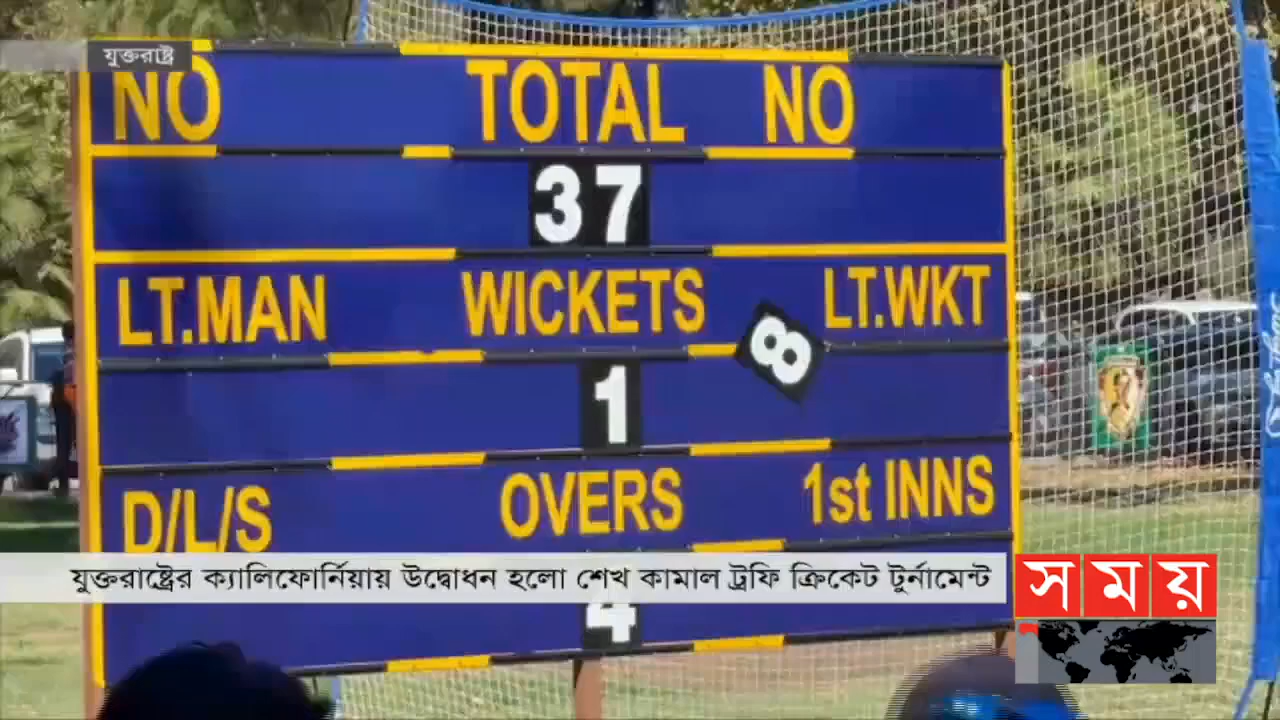 যুক্তরাষ্ট্র
NO TOTAL NO
37
LT.MAN WICKETS LT.WKT
8
1
D/L/S OVERS 1st INNS
যুক্তরাষ্ট্রের ক্যালিফোর্নিয়ায় উদ্বোধন হলো শেখ কামাল ট্রফি ক্রিকেট টুর্নামেন্ট
সময়
4